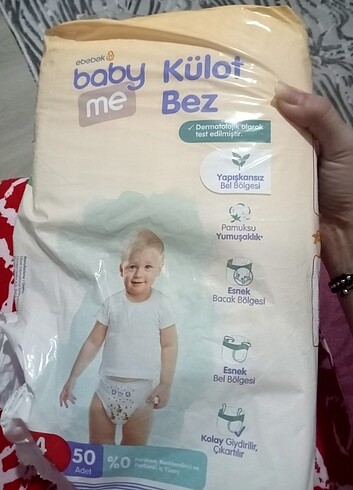 ebebek
baby
me
Külot
Bez
✓ Dermatolojik olarak
test edilmiştir.
Yapışkansız
Bel Bölgesi
Pamuksu
Yumuşaklık*
Esnek
Bacak Bölgesi
Esnek
Bel Bölgesi
Kolay Giydirilir,
Çıkartılır
4
50
Adet
%0